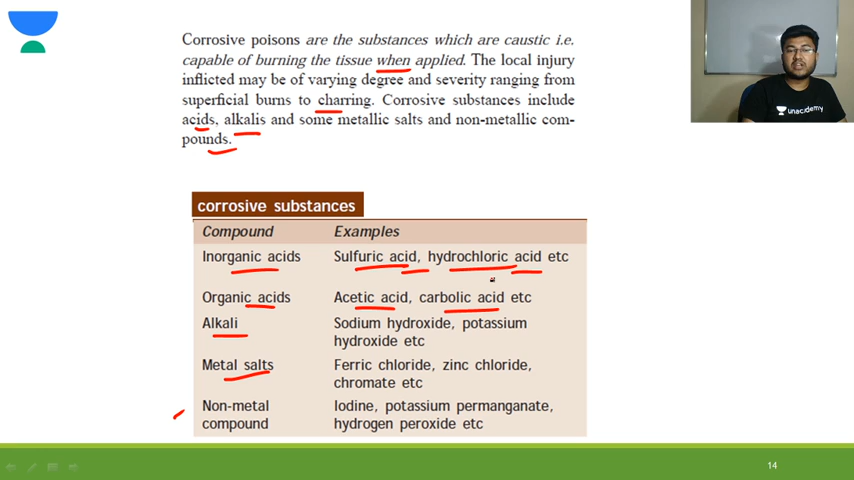 Corrosive poisons are the substances which are caustic i.e.
capable of burning the tissue when applied. The local injury
inflicted may be of varying degree and severity ranging from
superficial burns to charring. Corrosive substances include
acids, alkalis and some metallic salts and non-metallic com-
pounds.
unacademy
corrosive substances
Compound Examples
Inorganic acids Sulfuric acid, hydrochloric acid etc
Organic acids Acetic acid, carbolic acid etc
Alkali Sodium hydroxide, potassium
hydroxide etc
Metal salts Ferric chloride, zinc chloride,
chromate etc
Non-metal Iodine, potassium permanganate,
compound hydrogen peroxide etc
14